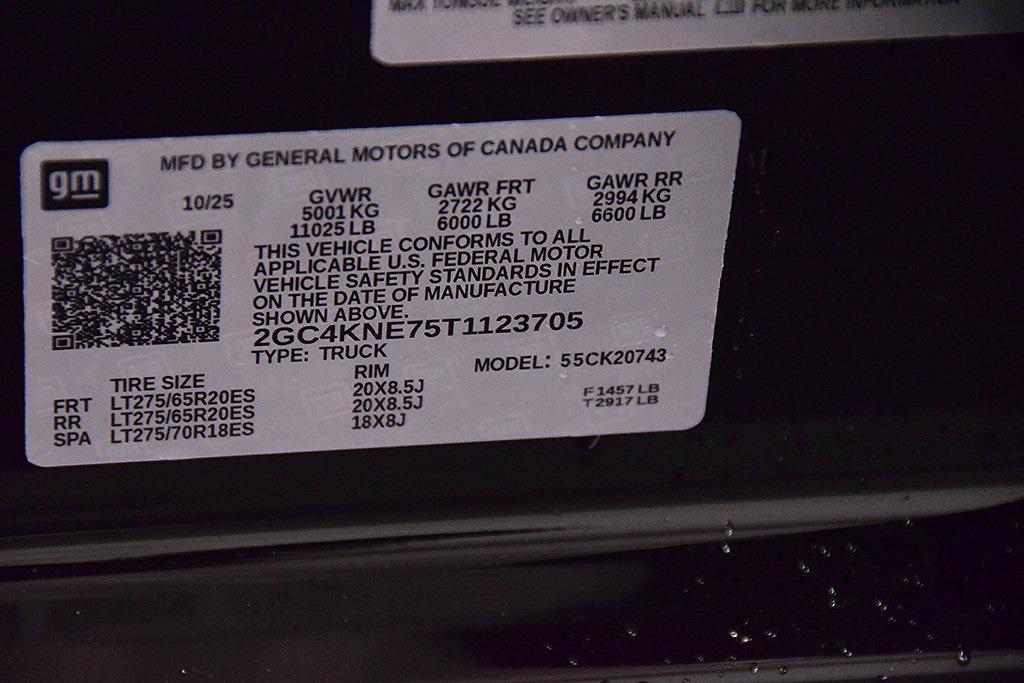 SEE OWNER'S MANUAL FOR MORE INFORMATION
gm
MFD BY GENERAL MOTORS OF CANADA COMPANY
10/25 GVWR GAWR FRT GAWR RR
5001 KG 2722 KG 2994 KG
11025 LB 6000 LB 6600 LB
THIS VEHICLE CONFORMS TO ALL
APPLICABLE U.S. FEDERAL MOTOR
VEHICLE SAFETY STANDARDS IN EFFECT
ON THE DATE OF MANUFACTURE
SHOWN ABOVE.
2GC4KNE75T1123705
TYPE: TRUCK MODEL: 55CK20743
TIRE SIZE RIM
FRT LT275/65R20ES 20X8.5J F1457 LB
RR LT275/65R20ES 20X8.5J T2917 LB
SPA LT275/70R18ES 18X8J